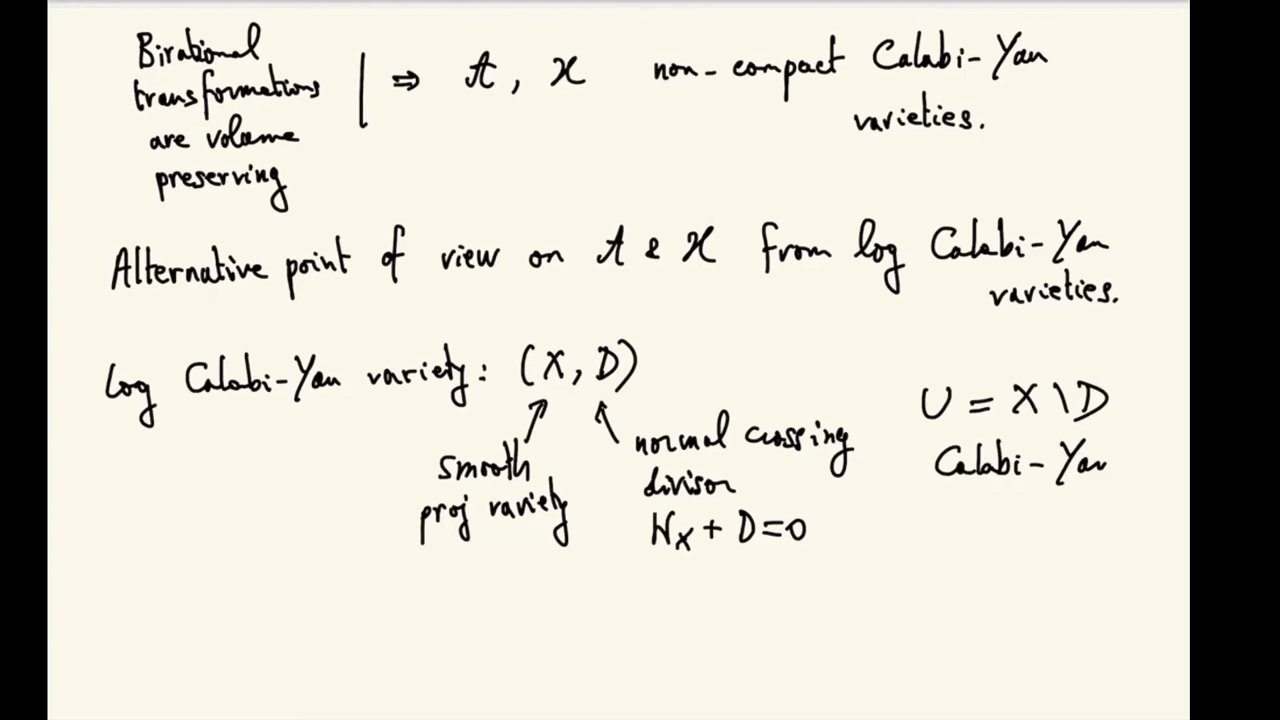 Birational
transformations
are volume
preserving
⇒ 𝒜, 𝒳 non-compact Calabi-Yau
varieties.
Alternative point of view on 𝒜 & 𝒳 from log Calabi-Yau
varieties.
Log Calabi-Yau variety: (X, D)
smooth
proj variety
normal crossing
divisor
K_X + D = 0
U = X \ D
Calabi-Yau